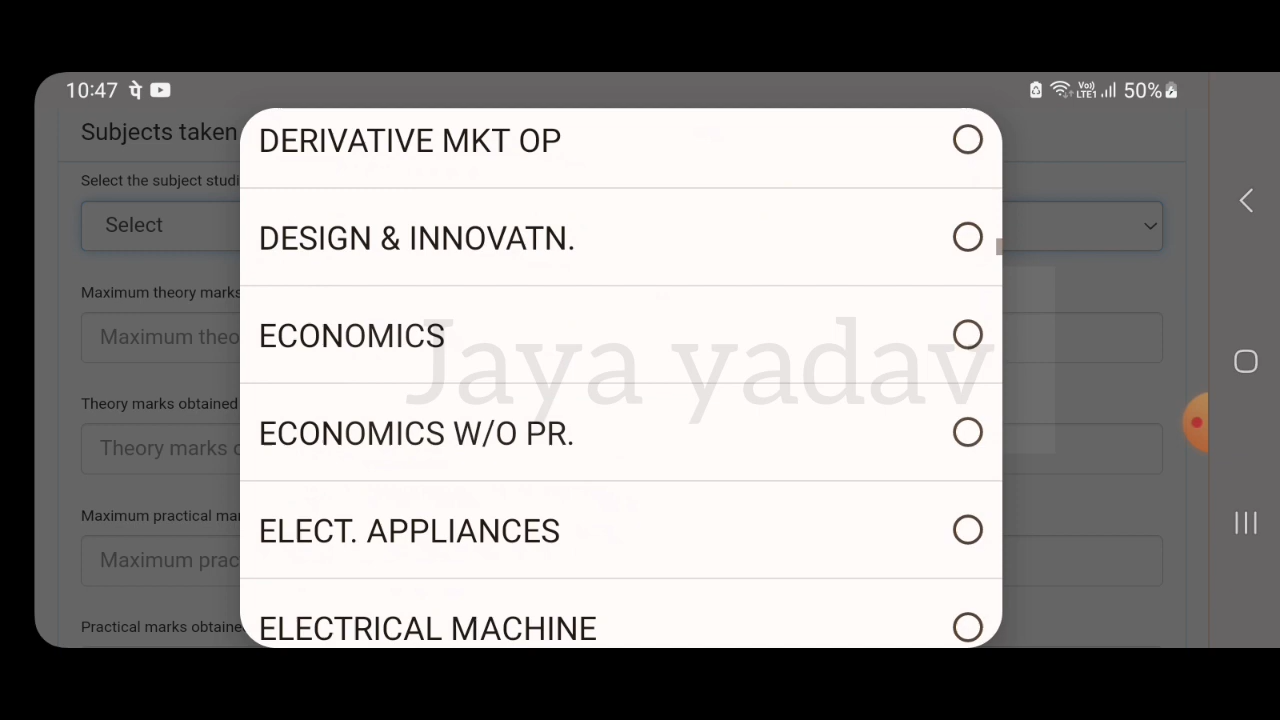 10:47 पे Vo) LTE1 50%
Subjects taken
Select the subject studi
Select
Maximum theory marks
Maximum theo
Theory marks obtained
Theory marks o
Maximum practical mar
Maximum prac
Practical marks obtaine
DERIVATIVE MKT OP
DESIGN & INNOVATN.
ECONOMICS
Jaya yadav
ECONOMICS W/O PR.
ELECT. APPLIANCES
ELECTRICAL MACHINE